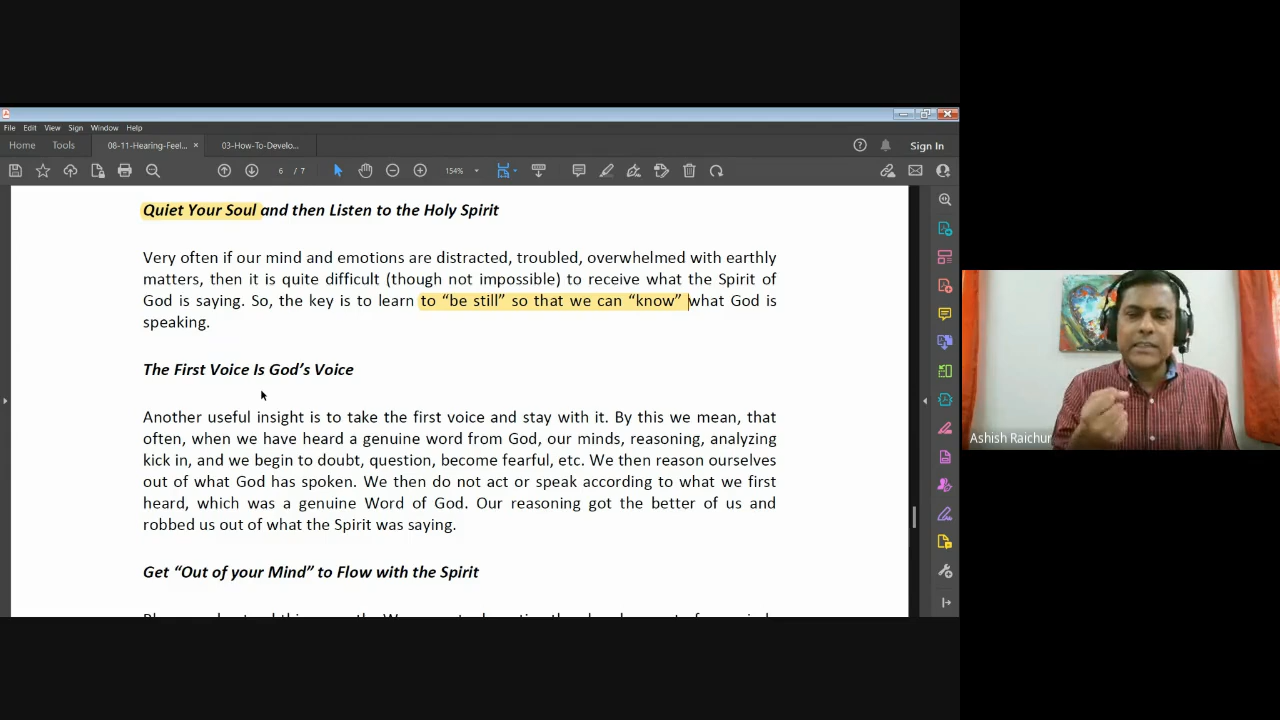 File Edit View Sign Window Help
Home Tools 08-11-Hearing-Feel... × 03-How-To-Develo... Sign In
6 / 7 154%
Quiet Your Soul and then Listen to the Holy Spirit
Very often if our mind and emotions are distracted, troubled, overwhelmed with earthly
matters, then it is quite difficult (though not impossible) to receive what the Spirit of
God is saying. So, the key is to learn to “be still” so that we can “know” what God is
speaking.
The First Voice Is God’s Voice
Another useful insight is to take the first voice and stay with it. By this we mean, that
often, when we have heard a genuine word from God, our minds, reasoning, analyzing
kick in, and we begin to doubt, question, become fearful, etc. We then reason ourselves
out of what God has spoken. We then do not act or speak according to what we first
heard, which was a genuine Word of God. Our reasoning got the better of us and
robbed us out of what the Spirit was saying.
Get “Out of your Mind” to Flow with the Spirit
Ashish Raichur